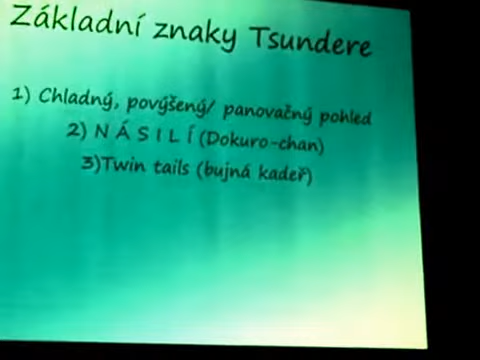 Základní znaky Tsundere
1) Chladný, povýšený/ panovačný pohled
2) N Á S I L Í (Dokuro-chan)
3)Twin tails (bujná kadeř)